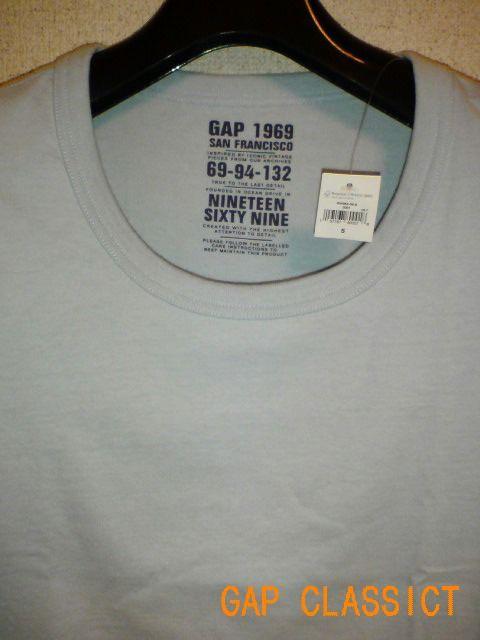 GAP 1969
SAN FRANCISCO
INSPIRED BY ICONIC VINTAGE
PIECES FROM OUR ARCHIVES
69-94-132
TRUE TO THE LAST DETAIL
FOUNDED IN OCEAN DRIVE IN
NINETEEN
SIXTY NINE
CREATED WITH THE HIGHEST
ATTENTION TO DETAIL
PLEASE FOLLOW THE LABELLED
CARE INSTRUCTIONS TO
BEST MAINTAIN THIS PRODUCT
S
GAP CLASSICT